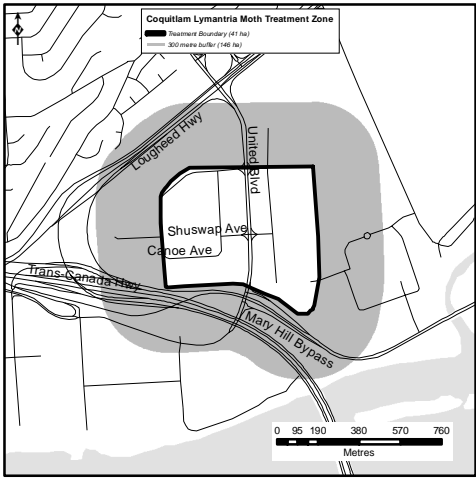 Coquitlam Lymantria Moth Treatment Zone
Treatment Boundary (41 ha)
300 metre buffer (146 ha)
N
Lougheed Hwy
United Blvd
Shuswap Ave
Canoe Ave
Trans-Canada Hwy
Mary Hill Bypass
0 95 190 380 570 760
Metres